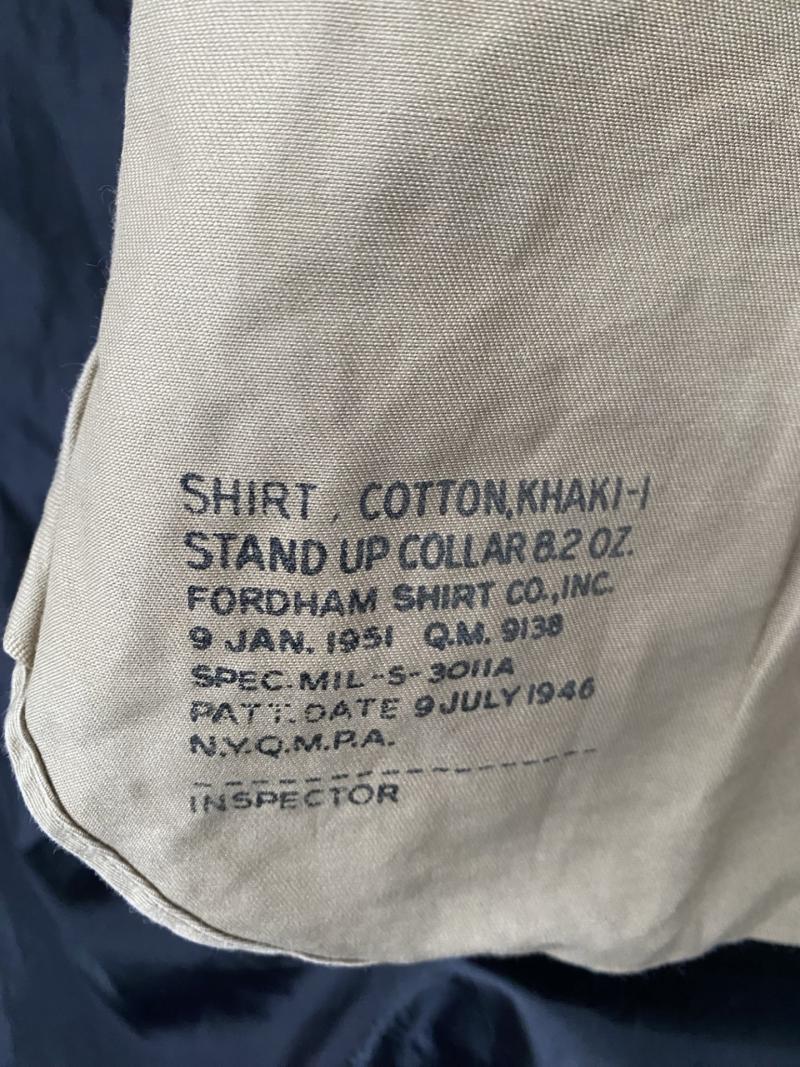 SHIRT, COTTON, KHAKI-1
STAND UP COLLAR 8.2 OZ.
FORDHAM SHIRT CO., INC.
9 JAN. 1951 Q.M. 9138
SPEC. MIL-S-3011A
PATT. DATE 9 JULY 1946
N.Y.Q.M.P.A.
INSPECTOR